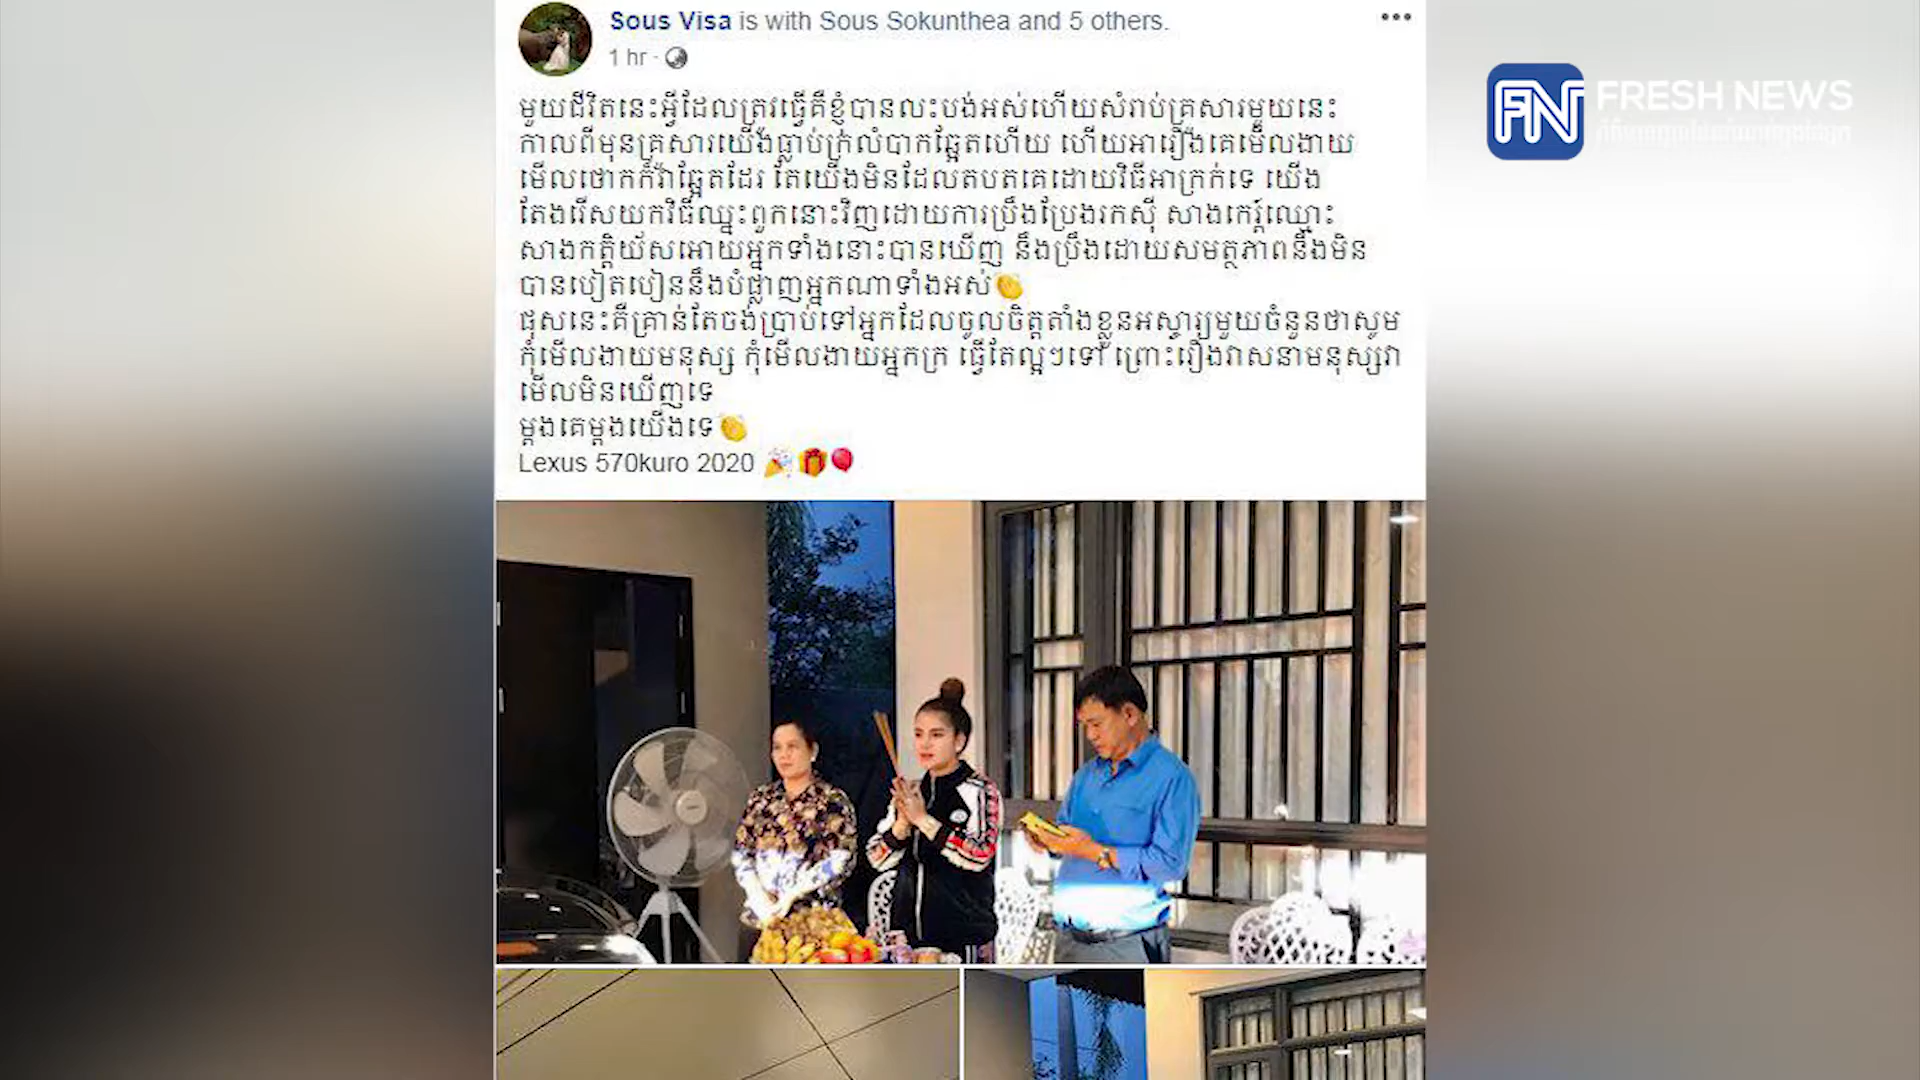 Sous Visa is with Sous Sokunthea and 5 others.
1 hr ·
FRESH NEWS
មួយជីវិតនេះអ្វីដែលត្រូវធ្វើគឺខ្ញុំបានលះបង់អស់ហើយសំរាប់គ្រួសារមួយនេះ
កាលពីមុនគ្រួសារយើងធ្លាប់ក្រលំបាកឆ្អែតហើយ ហើយអារឿងគេមើលងាយ
មើលថោកក៏វាឆ្អែតដែរ តែយើងមិនដែលតបតគេដោយវិធីអាក្រក់ទេ យើង
តែងរើសយកវិធីឈ្នះពួកនោះវិញដោយការប្រឹងប្រែងរកស៊ី សាងកេរ្ត៍ឈ្មោះ
សាងកត្តិយ័សអោយអ្នកទាំងនោះបានឃើញ នឹងប្រឹងដោយសមត្ថភាពនឹងមិន
បានបៀតបៀននឹងបំផ្លាញអ្នកណាទាំងអស់👏
ផុសនេះគឺគ្រាន់តែចង់ប្រាប់ទៅអ្នកដែលចូលចិត្តតាំងខ្លួនអស្ចារ្យមួយចំនួនថាសូម
កុំមើលងាយមនុស្ស កុំមើលងាយអ្នកក្រ ធ្វើតែល្អៗទៅ ព្រោះរឿងវាសនាមនុស្សវា
មើលមិនឃើញទេ
ម្ដងគេម្ដងយើងទេ👏
Lexus 570kuro 2020 🎉🎁🎈